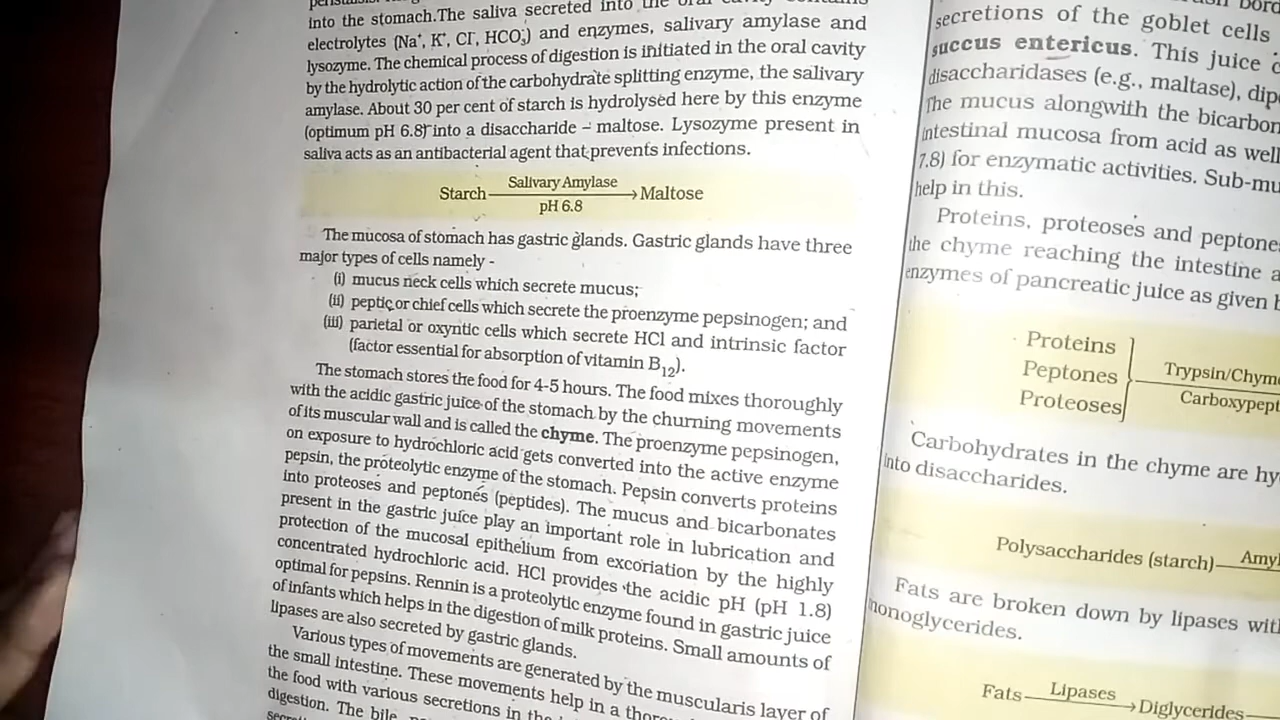 into the stomach. The saliva secreted into the oral cavity contains
electrolytes (Na⁺, K⁺, Cl⁻, HCO₃⁻) and enzymes, salivary amylase and
lysozyme. The chemical process of digestion is initiated in the oral cavity
by the hydrolytic action of the carbohydrate splitting enzyme, the salivary
amylase. About 30 per cent of starch is hydrolysed here by this enzyme
(optimum pH 6.8) into a disaccharide – maltose. Lysozyme present in
saliva acts as an antibacterial agent that prevents infections.
Starch Salivary Amylase → Maltose
pH 6.8
The mucosa of stomach has gastric glands. Gastric glands have three
major types of cells namely -
(i) mucus neck cells which secrete mucus;
(ii) peptic or chief cells which secrete the proenzyme pepsinogen; and
(iii) parietal or oxyntic cells which secrete HCl and intrinsic factor
(factor essential for absorption of vitamin B₁₂).
The stomach stores the food for 4-5 hours. The food mixes thoroughly
with the acidic gastric juice of the stomach by the churning movements
of its muscular wall and is called the chyme. The proenzyme pepsinogen,
on exposure to hydrochloric acid gets converted into the active enzyme
pepsin, the proteolytic enzyme of the stomach. Pepsin converts proteins
into proteoses and peptones (peptides). The mucus and bicarbonates
present in the gastric juice play an important role in lubrication and
protection of the mucosal epithelium from excoriation by the highly
concentrated hydrochloric acid. HCl provides the acidic pH (pH 1.8)
optimal for pepsins. Rennin is a proteolytic enzyme found in gastric juice
of infants which helps in the digestion of milk proteins. Small amounts of
lipases are also secreted by gastric glands.
Various types of movements are generated by the muscularis layer of
the small intestine. These movements help in a
the food with various secretions in the
digestion. The bile,
secretions of the goblet cells
succus entericus. This juice
disaccharidases (e.g., maltase),
The mucus alongwith the
intestinal mucosa from acid as well
7.8) for enzymatic activities.
help in this.
Proteins, proteoses and
the chyme reaching the intestine
enzymes of pancreatic juice as given
Proteins
Peptones
Proteoses
Trypsin/Chym
Carboxypept
Carbohydrates in the chyme are hy
into disaccharides.
Polysaccharides (starch) Amyl
Fats are broken down by lipases
monoglycerides.
Fats Lipases → Diglycerides